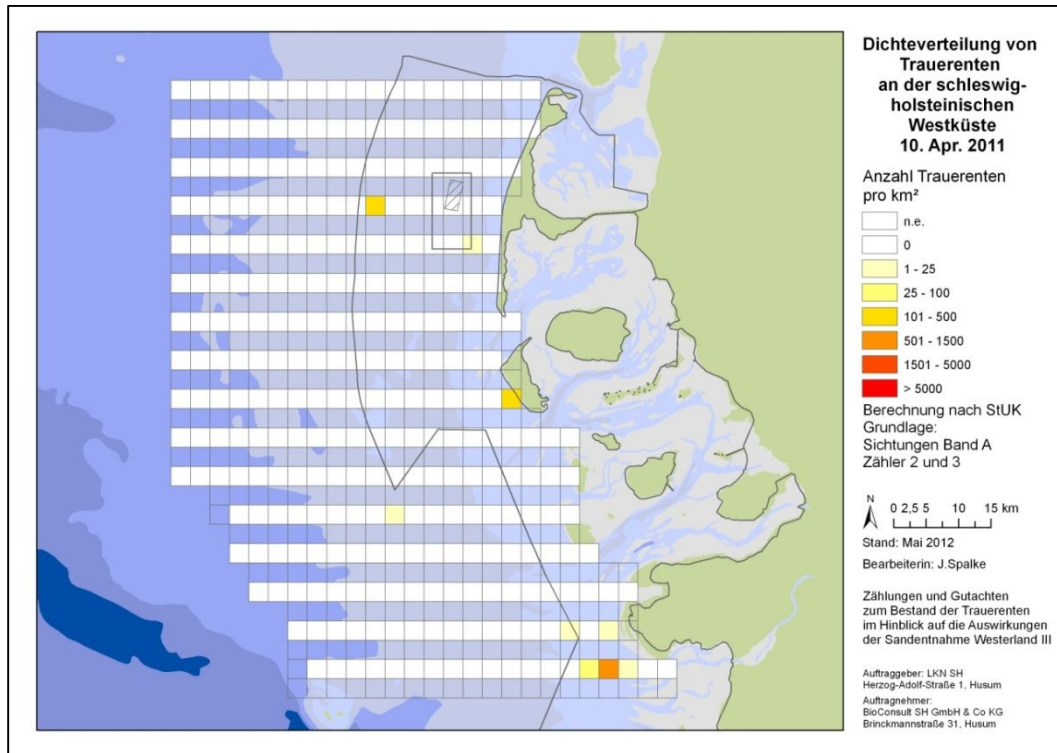 Dichteverteilung von
Trauerenten
an der schleswig-
holsteinischen
Westküste
10. Apr. 2011
Anzahl Trauerenten
pro km²
n.e.
0
1 - 25
25 - 100
101 - 500
501 - 1500
1501 - 5000
> 5000
Berechnung nach StUK
Grundlage:
Sichtungen Band A
Zähler 2 und 3
N
0 2,5 5 10 15 km
Stand: Mai 2012
Bearbeiterin: J.Spalke
Zählungen und Gutachten
zum Bestand der Trauerenten
im Hinblick auf die Auswirkungen
der Sandentnahme Westerland III
Auftraggeber: LKN SH
Herzog-Adolf-Straße 1, Husum
Auftragnehmer:
BioConsult SH GmbH & Co KG
Brinckmannstraße 31, Husum